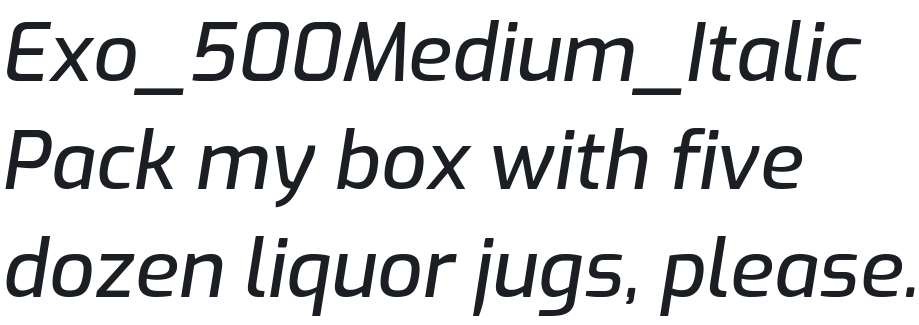 Exo_500Medium_Italic
Pack my box with five
dozen liquor jugs, please.